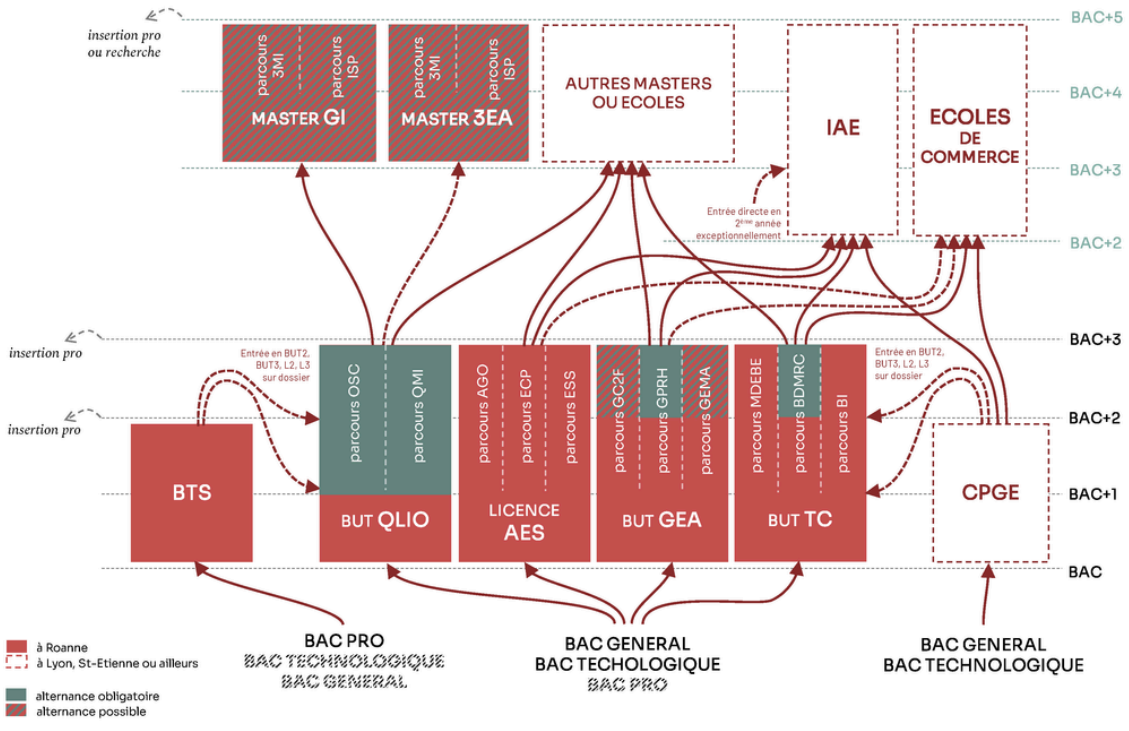 insertion pro
ou recherche
BAC+5
BAC+4
BAC+3
BAC+2
parcours
3MI
parcours
ISP
MASTER GI
parcours
3MI
parcours
ISP
MASTER 3EA
AUTRES MASTERS
OU ECOLES
IAE
ECOLES
DE
COMMERCE
Entrée directe en
2ème année
exceptionnellement
insertion pro
insertion pro
BAC+3
BAC+2
BAC+1
BAC
Entrée en BUT2,
BUT3, L2, L3
sur dossier
Entrée en BUT2,
BUT3, L2, L3
sur dossier
BTS
parcours OSC
parcours QMI
BUT QLIO
parcours AGO
parcours ECP
parcours ESS
LICENCE
AES
parcours GC2F
parcours GPRH
parcours GEMA
BUT GEA
parcours MDEBE
parcours BDMRC
parcours BI
BUT TC
CPGE
BAC PRO
BAC TECHNOLOGIQUE
BAC GENERAL
BAC GENERAL
BAC TECHOLOGIQUE
BAC PRO
BAC GENERAL
BAC TECHNOLOGIQUE
à Roanne
à Lyon, St-Etienne ou ailleurs
alternance obligatoire
alternance possible